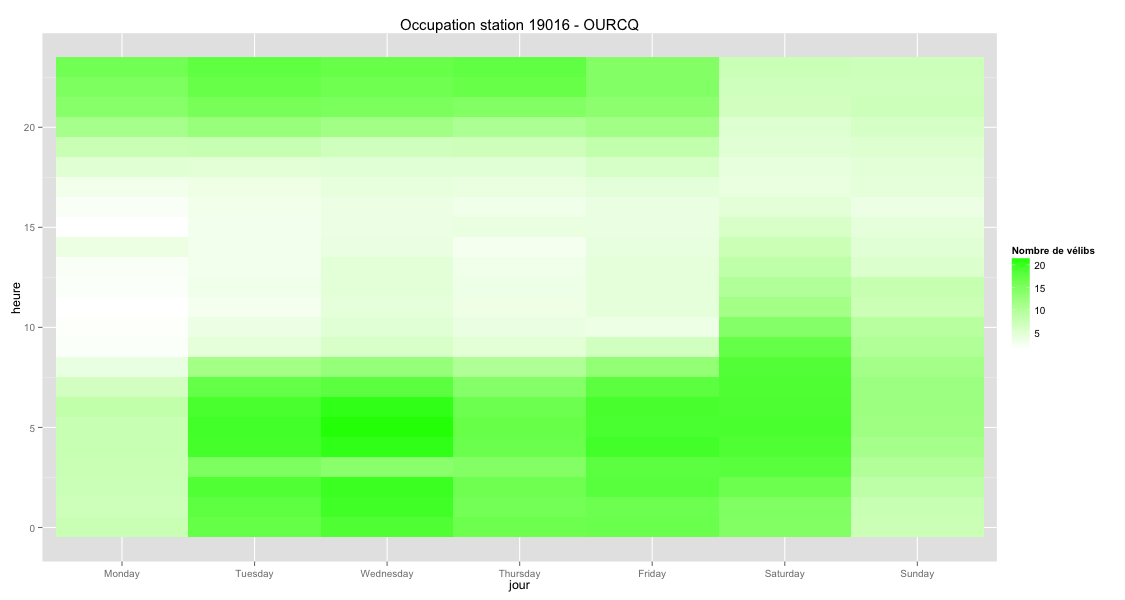 Occupation station 19016 - OURCQ
heure
20
15
10
5
0
Monday Tuesday Wednesday Thursday Friday Saturday Sunday
jour
Nombre de vélibs
20
15
10
5